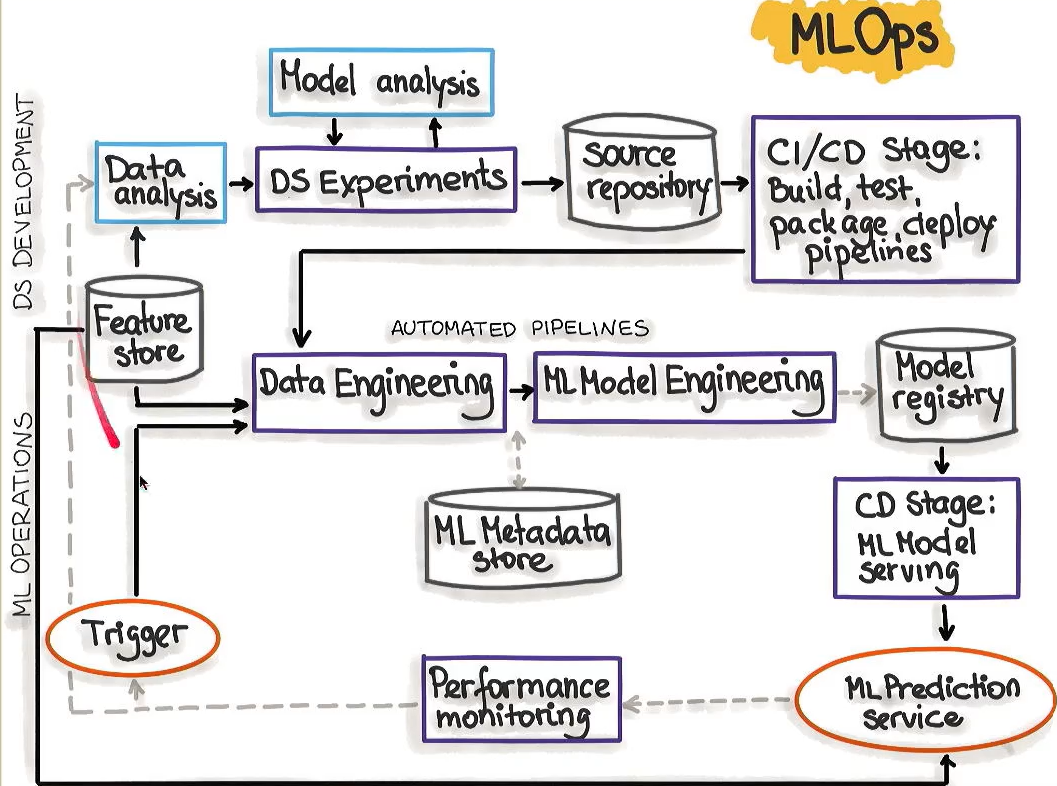 MLOps
DS DEVELOPMENT
Model analysis
Data
analysis
DS Experiments
source
repository
CI/CD Stage:
Build, test,
package, deploy
pipelines
Feature
store
AUTOMATED PIPELINES
Data Engineering
ML Model Engineering
Model
registry
ML OPERATIONS
ML Metadata
store
CD Stage:
ML Model
serving
Trigger
Performance
monitoring
ML Prediction
service